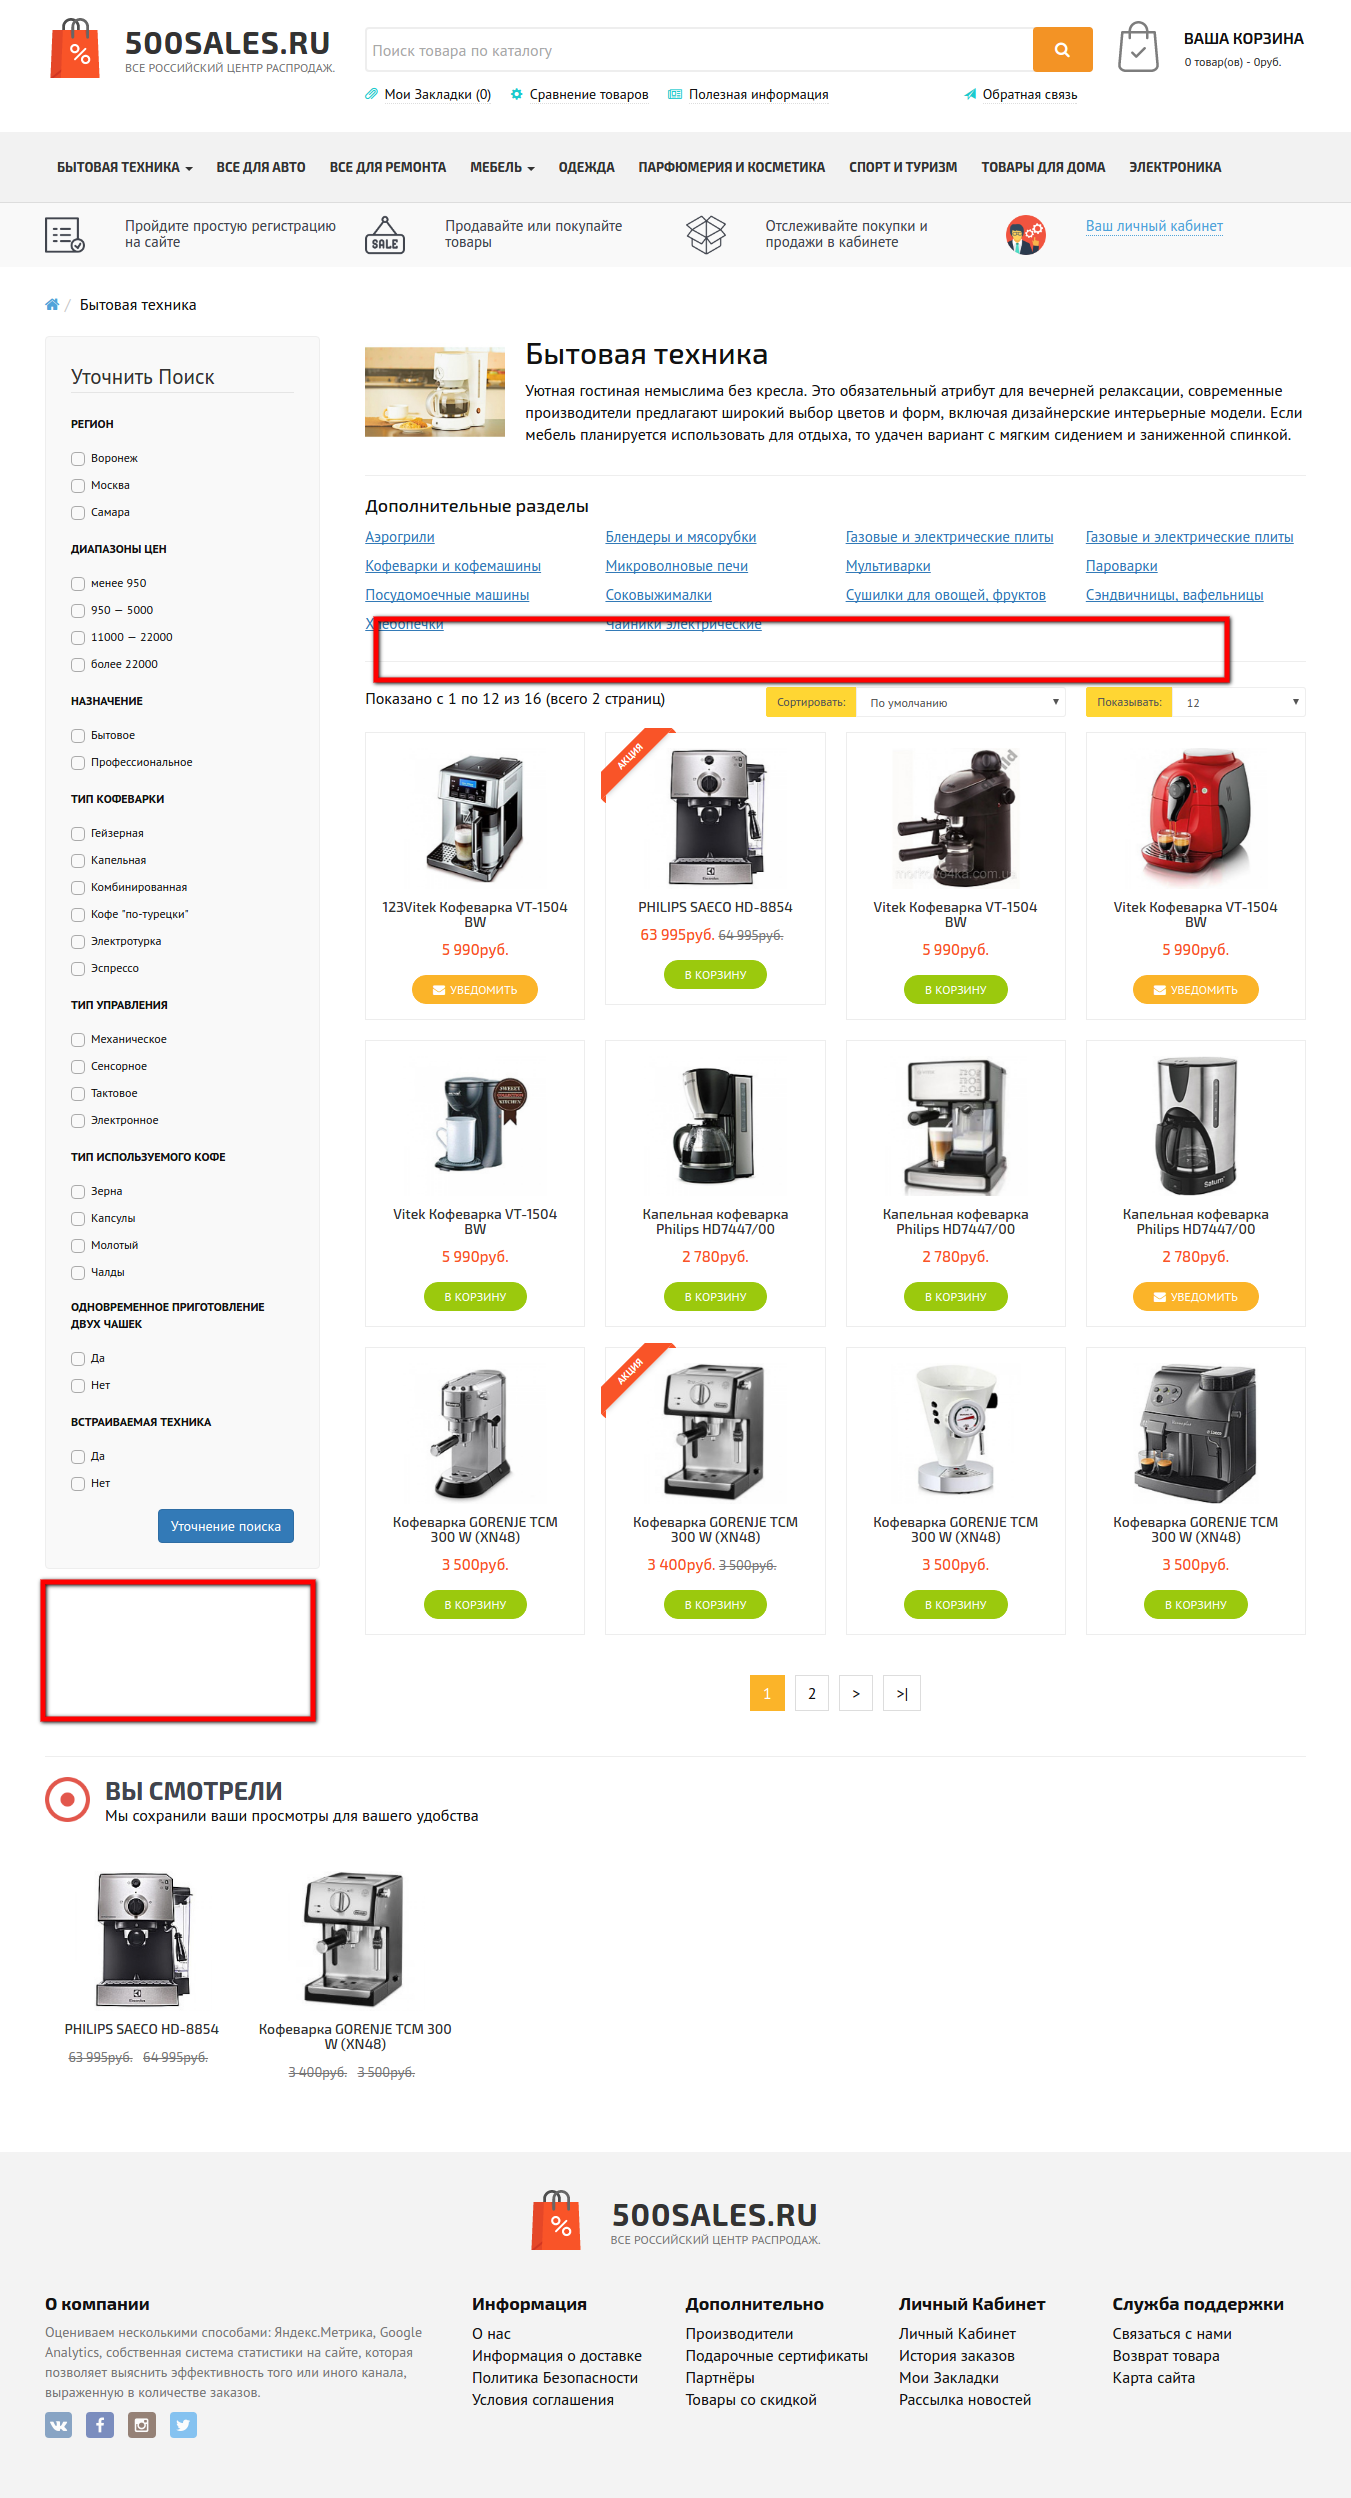 500SALES.RU
ВСЕ РОССИЙСКИЙ ЦЕНТР РАСПРОДАЖ.
Поиск товара по каталогу
ВАША КОРЗИНА
0 товар(ов) - 0руб.
Мои Закладки (0)
Сравнение товаров
Полезная информация
Обратная связь
БЫТОВАЯ ТЕХНИКА
ВСЕ ДЛЯ АВТО
ВСЕ ДЛЯ РЕМОНТА
МЕБЕЛЬ
ОДЕЖДА
ПАРФЮМЕРИЯ И КОСМЕТИКА
СПОРТ И ТУРИЗМ
ТОВАРЫ ДЛЯ ДОМА
ЭЛЕКТРОНИКА
Пройдите простую регистрацию
на сайте
SALE
Продавайте или покупайте
товары
Отслеживайте покупки и
продажи в кабинете
Ваш личный кабинет
/ Бытовая техника
Уточнить Поиск
РЕГИОН
Воронеж
Москва
Самара
ДИАПАЗОНЫ ЦЕН
менее 950
950 — 5000
11000 — 22000
более 22000
НАЗНАЧЕНИЕ
Бытовое
Профессиональное
ТИП КОФЕВАРКИ
Гейзерная
Капельная
Комбинированная
Кофе "по-турецки"
Электротурка
Эспрессо
ТИП УПРАВЛЕНИЯ
Механическое
Сенсорное
Тактовое
Электронное
ТИП ИСПОЛЬЗУЕМОГО КОФЕ
Зерна
Капсулы
Молотый
Чалды
ОДНОВРЕМЕННОЕ ПРИГОТОВЛЕНИЕ
ДВУХ ЧАШЕК
Да
Нет
ВСТРАИВАЕМАЯ ТЕХНИКА
Да
Нет
Уточнение поиска
Бытовая техника
Уютная гостиная немыслима без кресла. Это обязательный атрибут для вечерней релаксации, современные
производители предлагают широкий выбор цветов и форм, включая дизайнерские интерьерные модели. Если
мебель планируется использовать для отдыха, то удачен вариант с мягким сидением и заниженной спинкой.
Дополнительные разделы
Аэрогрили
Блендеры и мясорубки
Газовые и электрические плиты
Газовые и электрические плиты
Кофеварки и кофемашины
Микроволновые печи
Мультиварки
Пароварки
Посудомоечные машины
Соковыжималки
Сушилки для овощей, фруктов
Сэндвичницы, вафельницы
Хлебопечки
Чайники электрические
Показано с 1 по 12 из 16 (всего 2 страниц)
Сортировать:
По умолчанию
Показывать:
12
123Vitek Кофеварка VT-1504
BW
5 990руб.
УВЕДОМИТЬ
АКЦИЯ
PHILIPS SAECO HD-8854
63 995руб. 64 995руб.
В КОРЗИНУ
Vitek Кофеварка VT-1504
BW
5 990руб.
В КОРЗИНУ
Vitek Кофеварка VT-1504
BW
5 990руб.
УВЕДОМИТЬ
Vitek Кофеварка VT-1504
BW
5 990руб.
В КОРЗИНУ
Капельная кофеварка
Philips HD7447/00
2 780руб.
В КОРЗИНУ
Капельная кофеварка
Philips HD7447/00
2 780руб.
В КОРЗИНУ
Saturn
Капельная кофеварка
Philips HD7447/00
2 780руб.
УВЕДОМИТЬ
Кофеварка GORENJE TCM
300 W (XN48)
3 500руб.
В КОРЗИНУ
АКЦИЯ
Кофеварка GORENJE TCM
300 W (XN48)
3 400руб. 3 500руб.
В КОРЗИНУ
Кофеварка GORENJE TCM
300 W (XN48)
3 500руб.
В КОРЗИНУ
Кофеварка GORENJE TCM
300 W (XN48)
3 500руб.
В КОРЗИНУ
1
2
>
>|
ВЫ СМОТРЕЛИ
Мы сохранили ваши просмотры для вашего удобства
PHILIPS SAECO HD-8854
63 995руб. 64 995руб.
Кофеварка GORENJE TCM 300
W (XN48)
3 400руб. 3 500руб.
500SALES.RU
ВСЕ РОССИЙСКИЙ ЦЕНТР РАСПРОДАЖ.
О компании
Оцениваем несколькими способами: Яндекс.Метрика, Google
Analytics, собственная система статистики на сайте, которая
позволяет выяснить эффективность того или иного канала,
выраженную в количестве заказов.
Информация
О нас
Информация о доставке
Политика Безопасности
Условия соглашения
Дополнительно
Производители
Подарочные сертификаты
Партнёры
Товары со скидкой
Личный Кабинет
Личный Кабинет
История заказов
Мои Закладки
Рассылка новостей
Служба поддержки
Связаться с нами
Возврат товара
Карта сайта